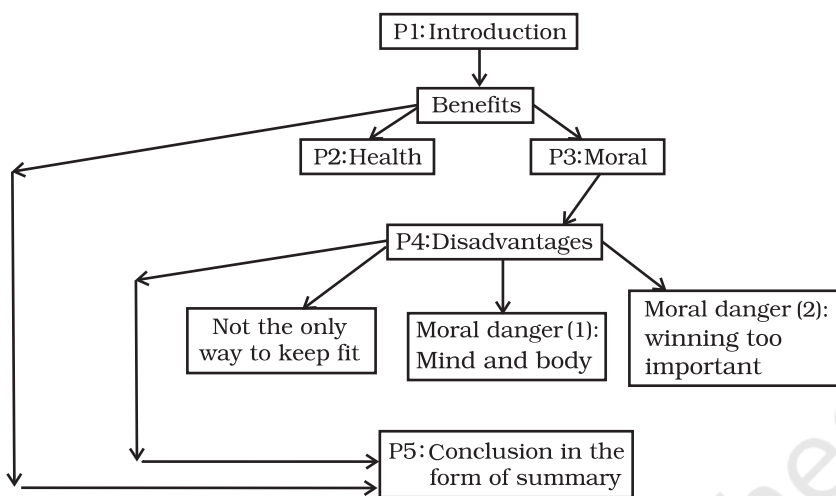 P1:Introduction
Benefits
P2:Health
P3:Moral
P4:Disadvantages
Not the only
way to keep fit
Moral danger (1):
Mind and body
Moral danger (2):
winning too
important
P5:Conclusion in the
form of summary